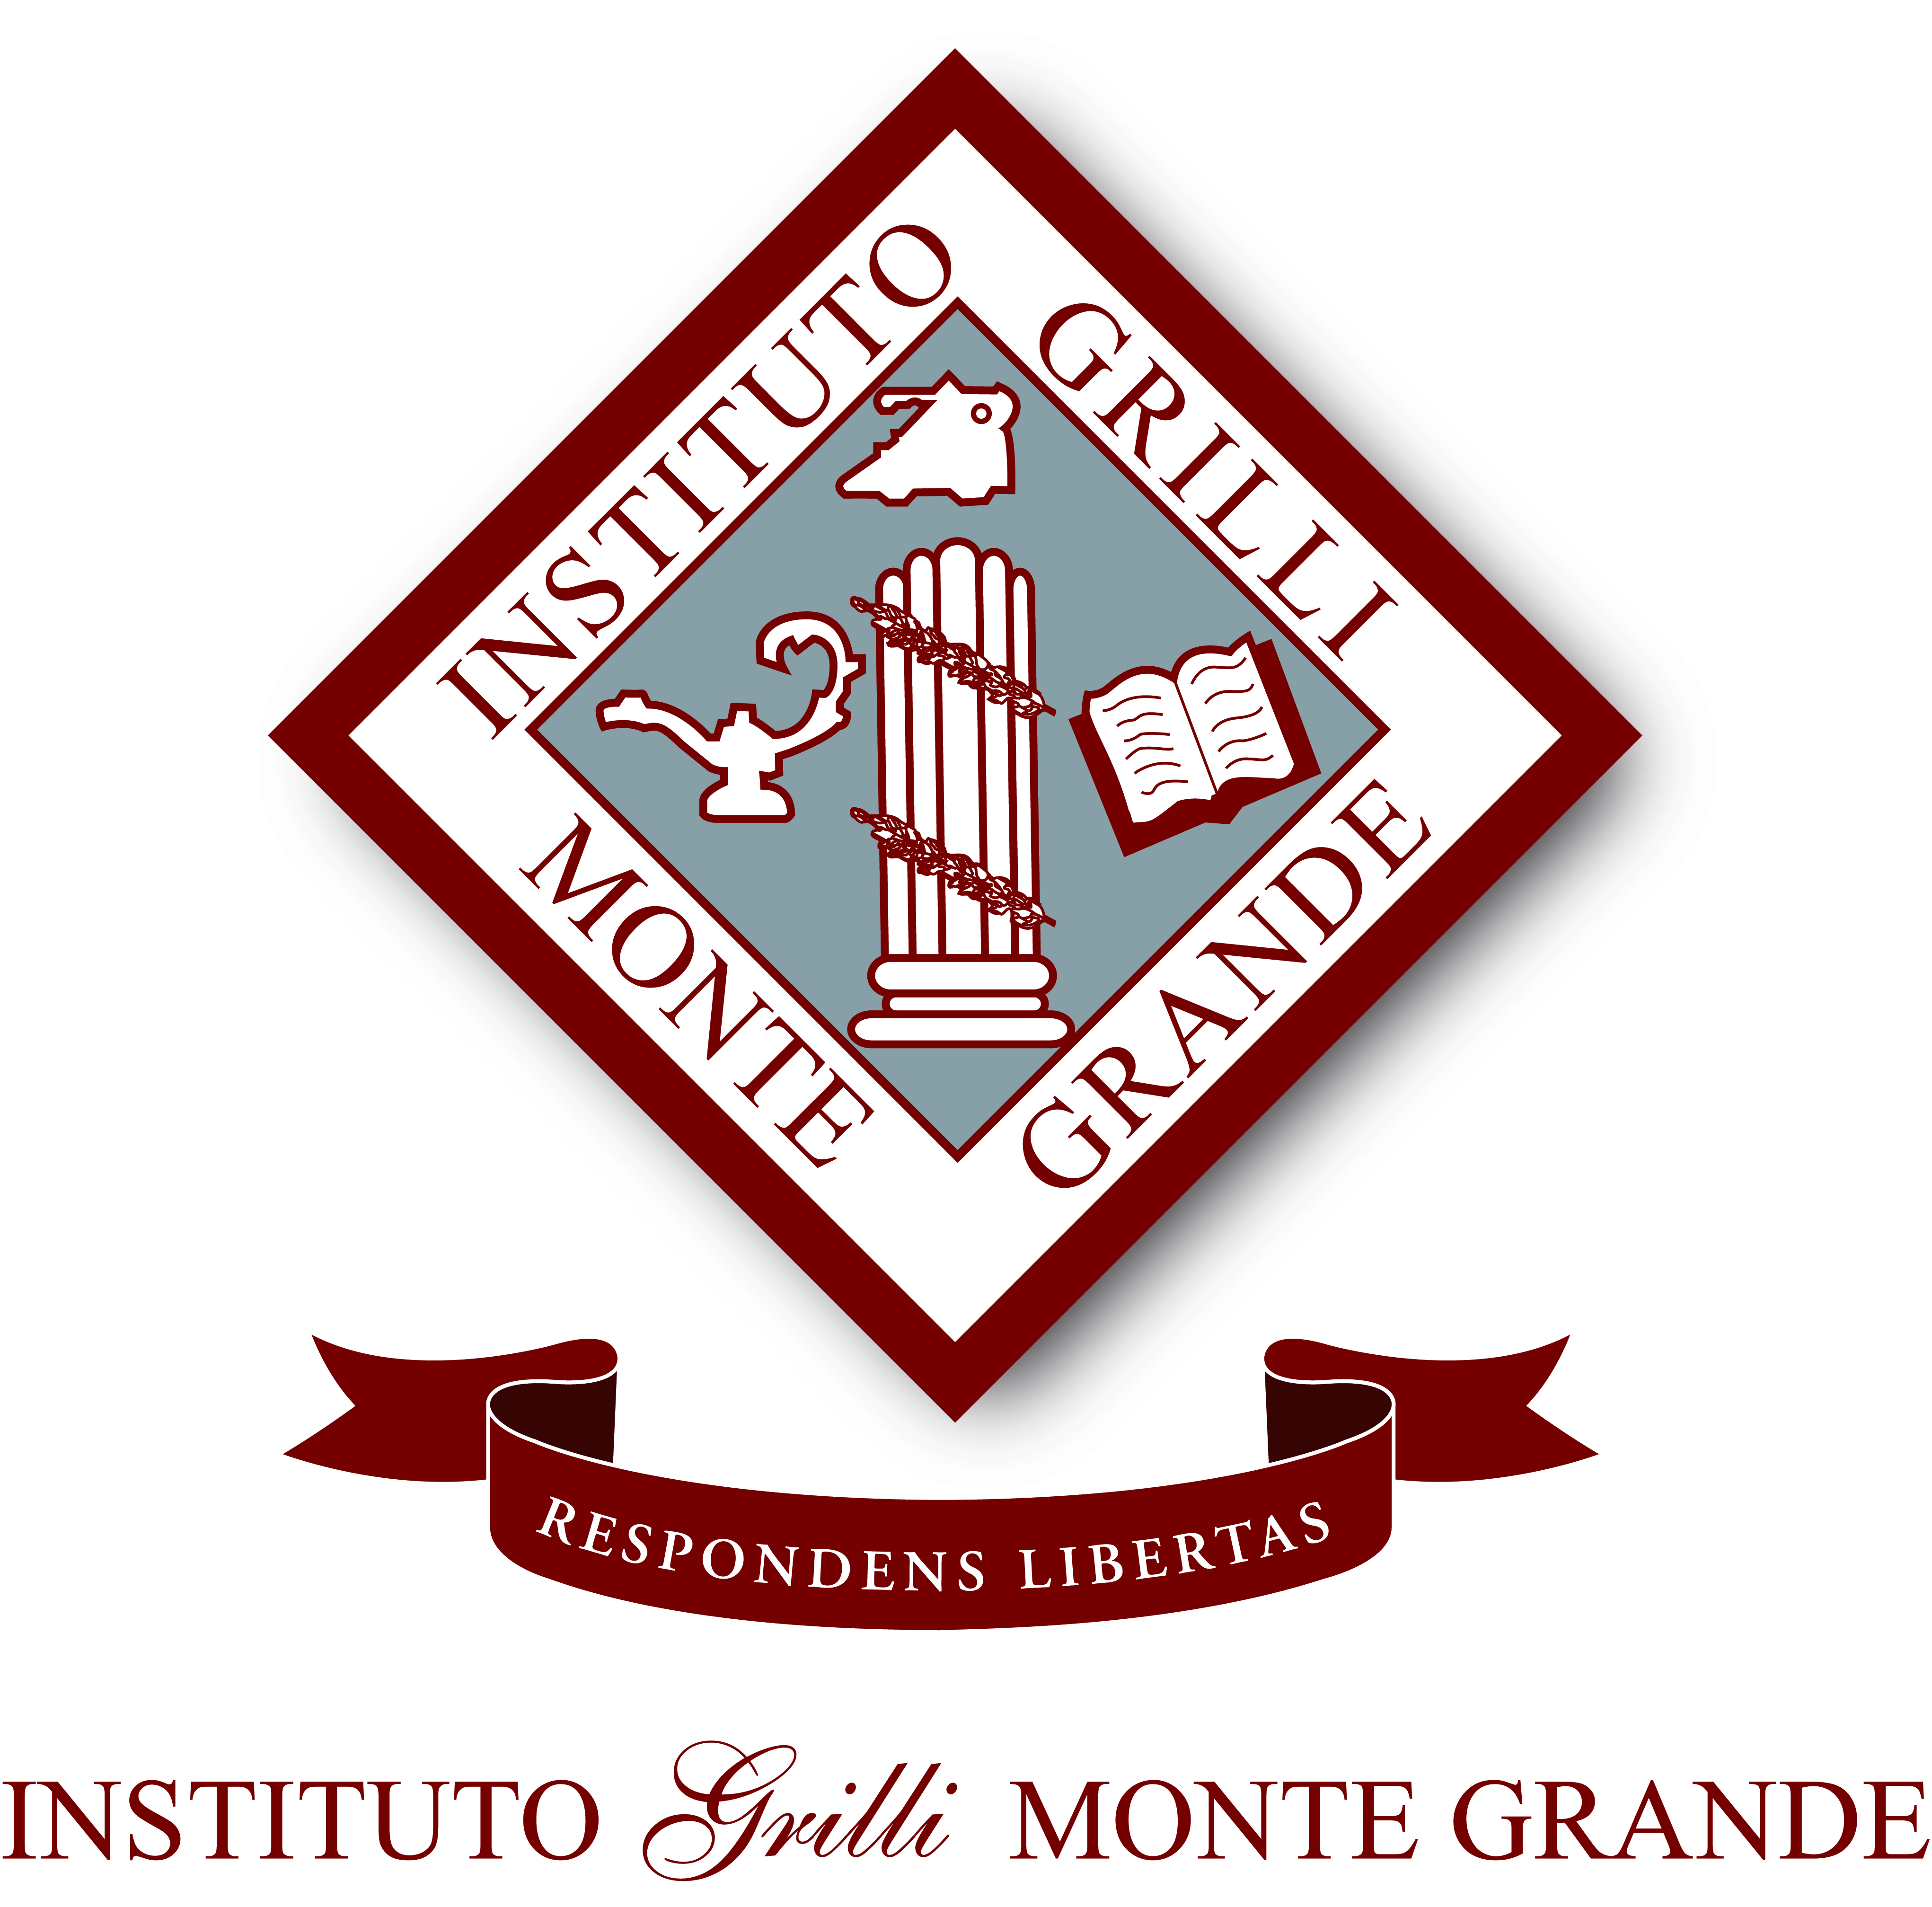 INSTITUTO
GRILLI
MONTE
GRANDE
RESPONDENS LIBERTAS
INSTITUTO Grilli MONTE GRANDE